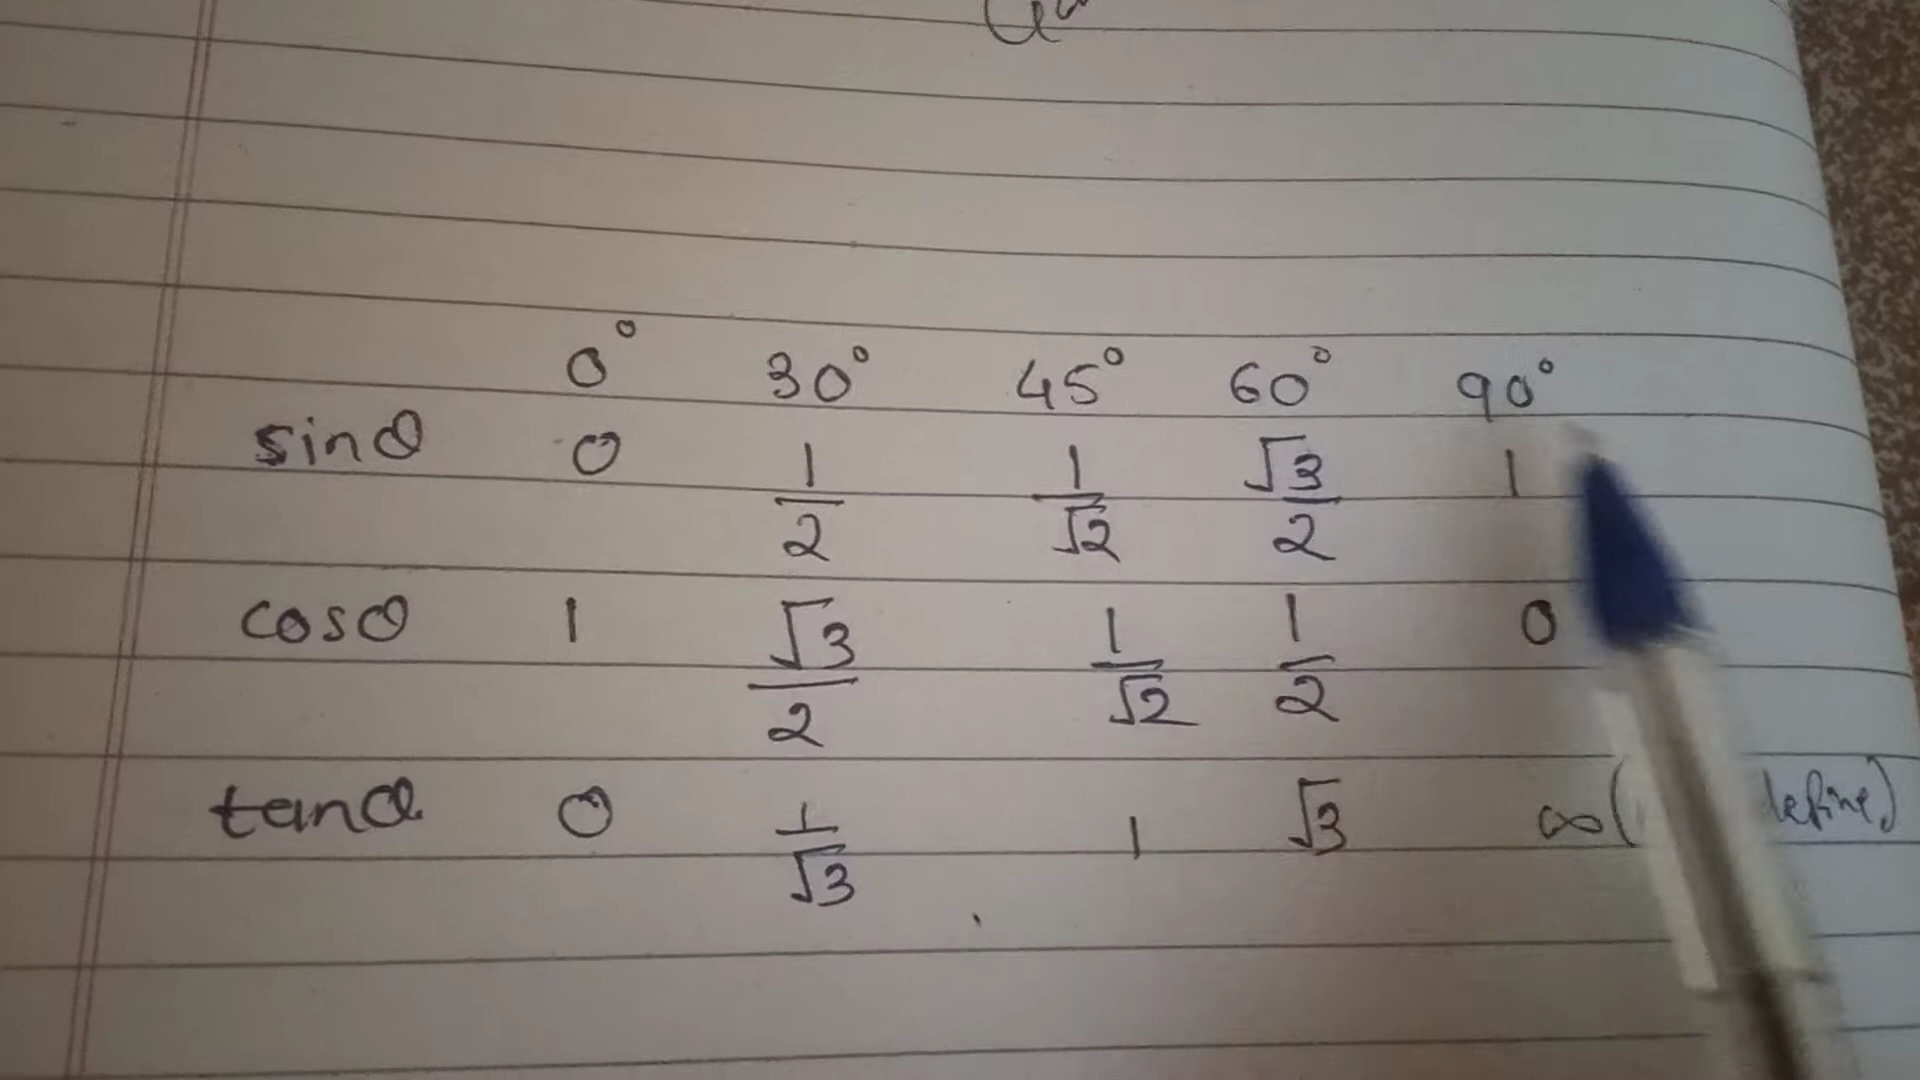 0° 30° 45° 60° 90°
sinθ 0 1/2 1/√2 √3/2 1
cosθ 1 √3/2 1/√2 1/2 0
tanθ 0 1/√3 1 √3 ∞( define)